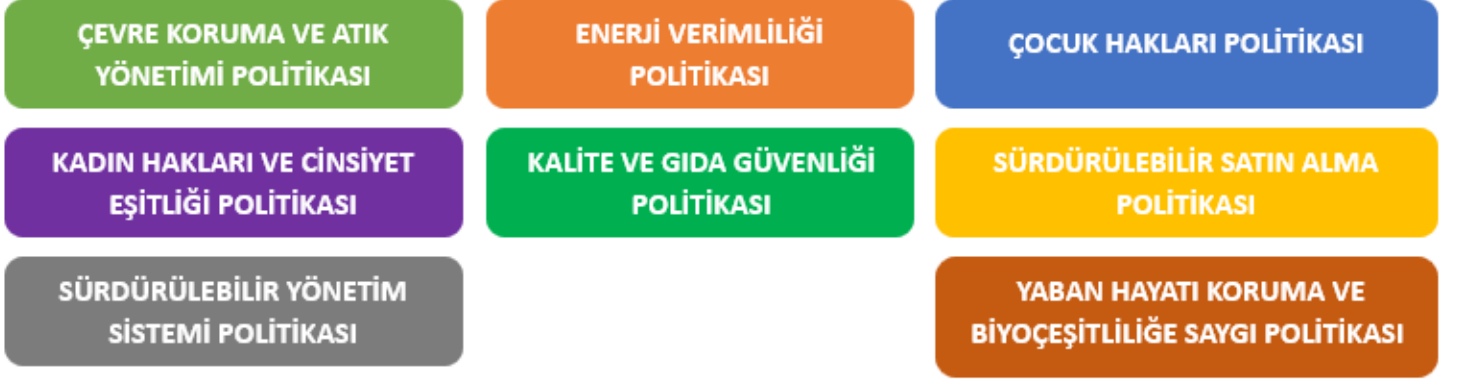 ÇEVRE KORUMA VE ATIK
YÖNETİMİ POLİTİKASI
ENERJİ VERİMLİLİĞİ
POLİTİKASI
ÇOCUK HAKLARI POLİTİKASI
KADIN HAKLARI VE CİNSİYET
EŞİTLİĞİ POLİTİKASI
KALİTE VE GIDA GÜVENLİĞİ
POLİTİKASI
SÜRDÜRÜLEBİLİR SATIN ALMA
POLİTİKASI
SÜRDÜRÜLEBİLİR YÖNETİM
SİSTEMİ POLİTİKASI
YABAN HAYATI KORUMA VE
BİYOÇEŞİTLİLİĞE SAYGI POLİTİKASI